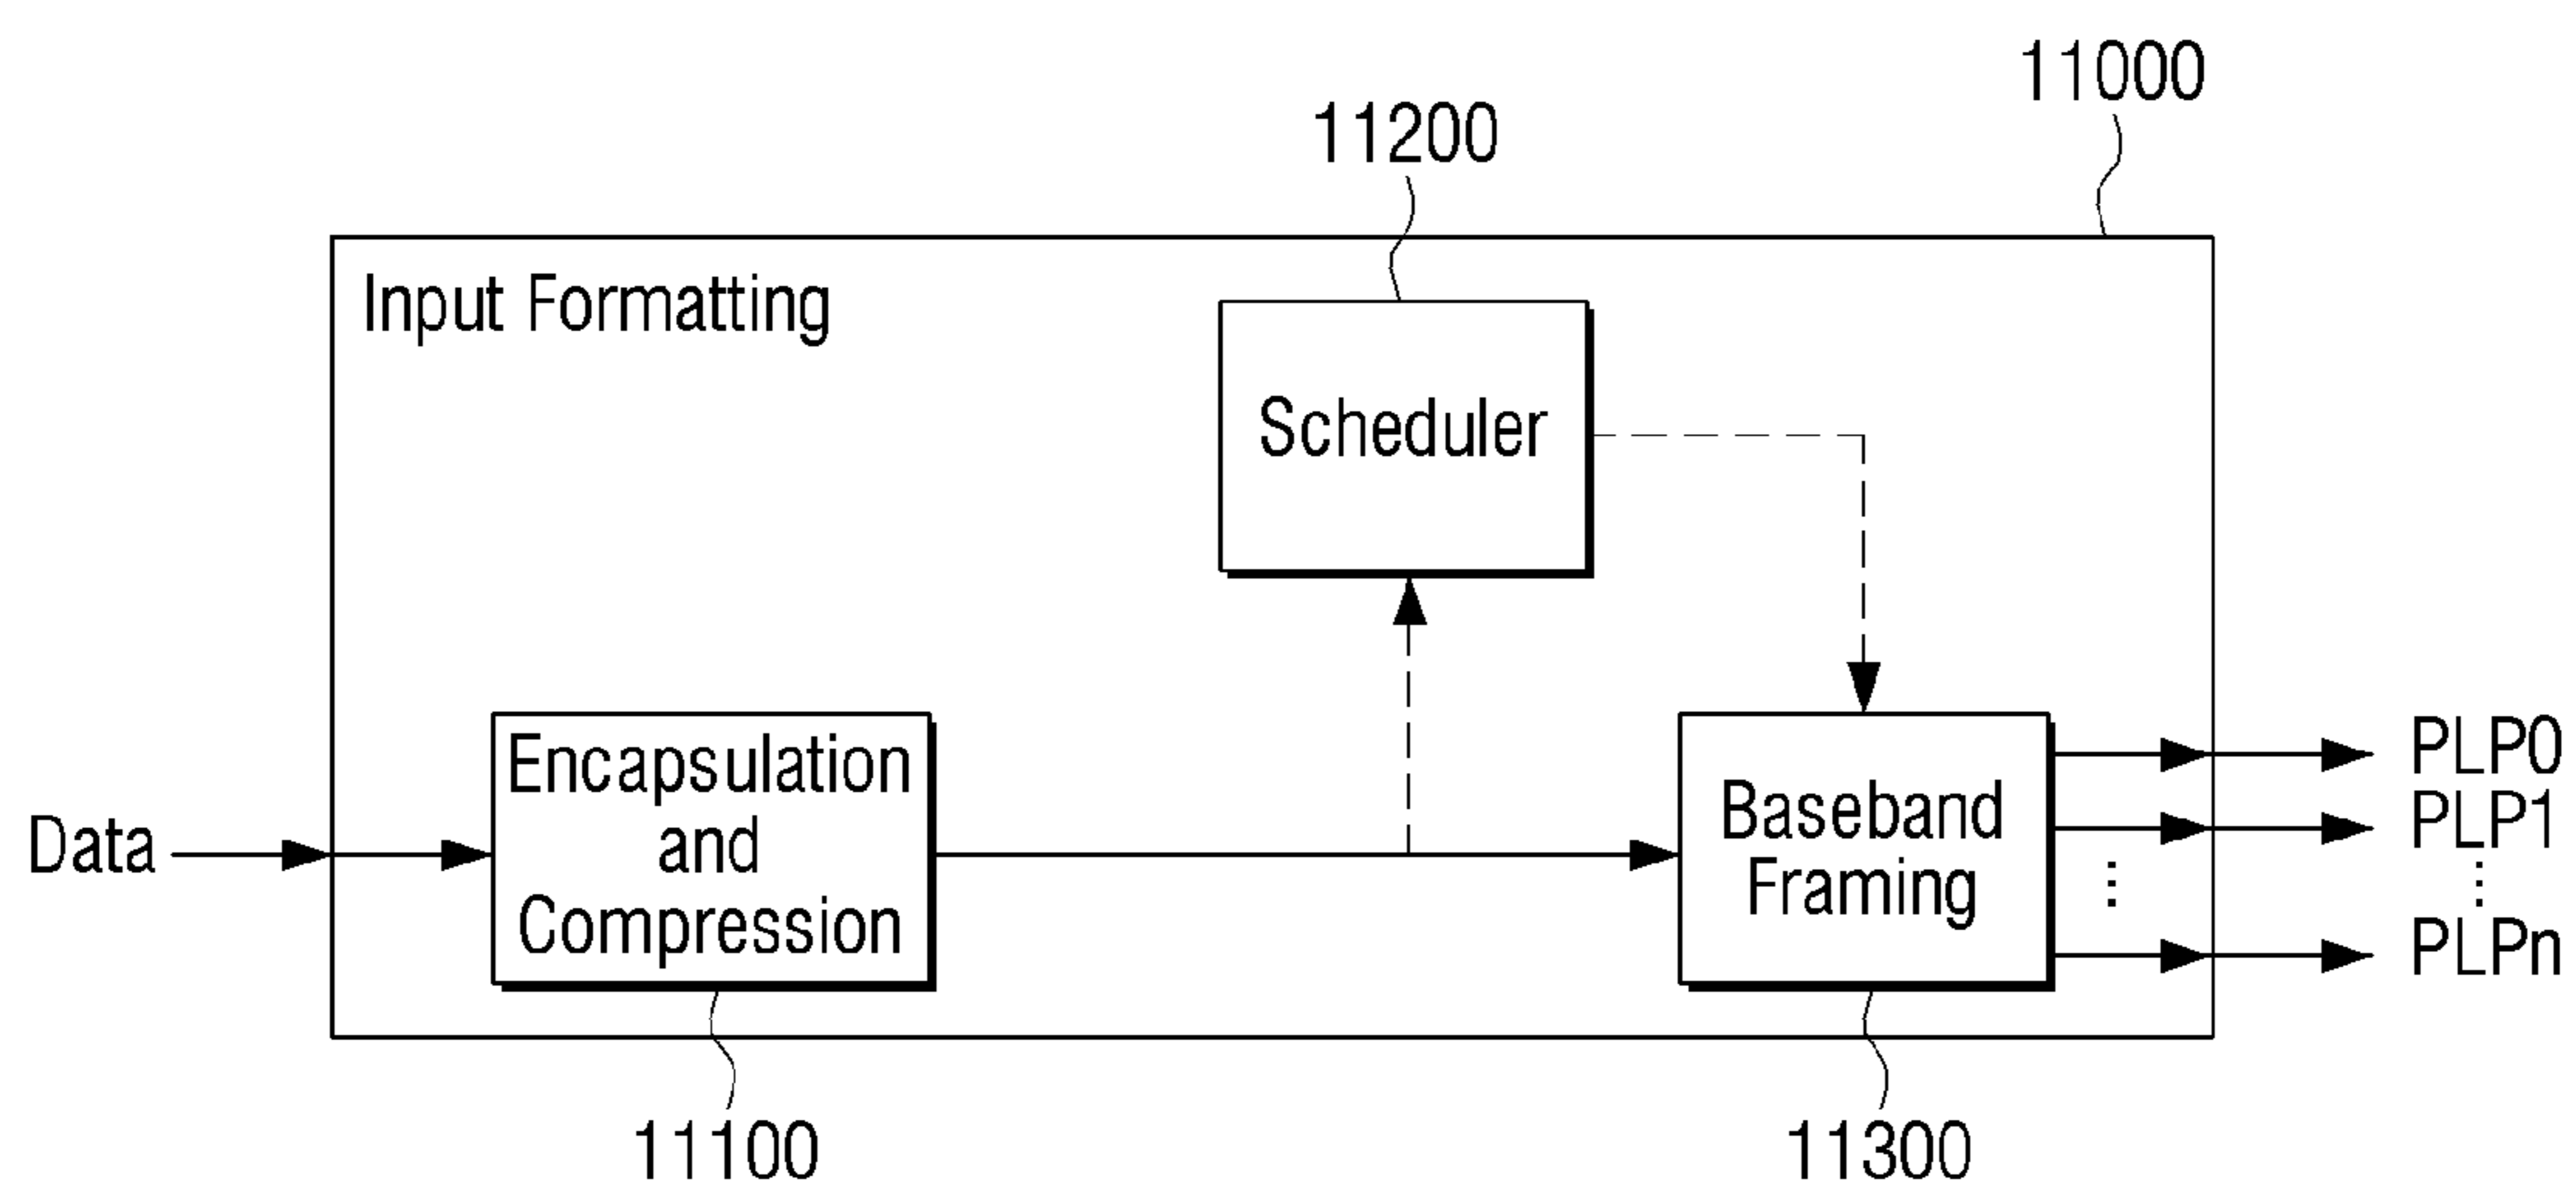 11000
11200
Input Formatting
Scheduler
Encapsulation
and
Compression
Data
Baseband
Framing
PLP0
PLP1
PLPn
11100
11300